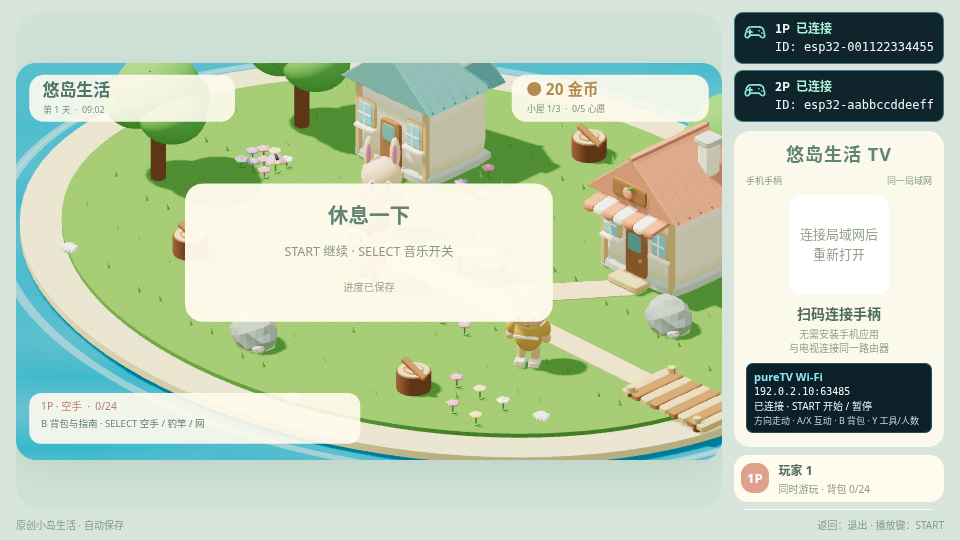 悠岛生活
第 1 天 · 09:02
20 金币
小屋 1/3 · 0/5 心愿
休息一下
START 继续 · SELECT 音乐开关
进度已保存
1P · 空手 · 0/24
B 背包与指南 · SELECT 空手 / 钓竿 / 网
1P 已连接
ID: esp32-001122334455
2P 已连接
ID: esp32-aabbccddeeff
悠岛生活 TV
手机手柄 同一局域网
连接局域网后
重新打开
扫码连接手柄
无需安装手机应用
与电视连接同一路由器
pureTV Wi-Fi
192.0.2.10:63485
已连接 · START 开始 / 暂停
方向走动 · A/X 互动 · B 背包 · Y 工具/人数
1P 玩家 1
同时游玩 · 背包 0/24
原创小岛生活 · 自动保存
返回: 退出 · 播放键: START